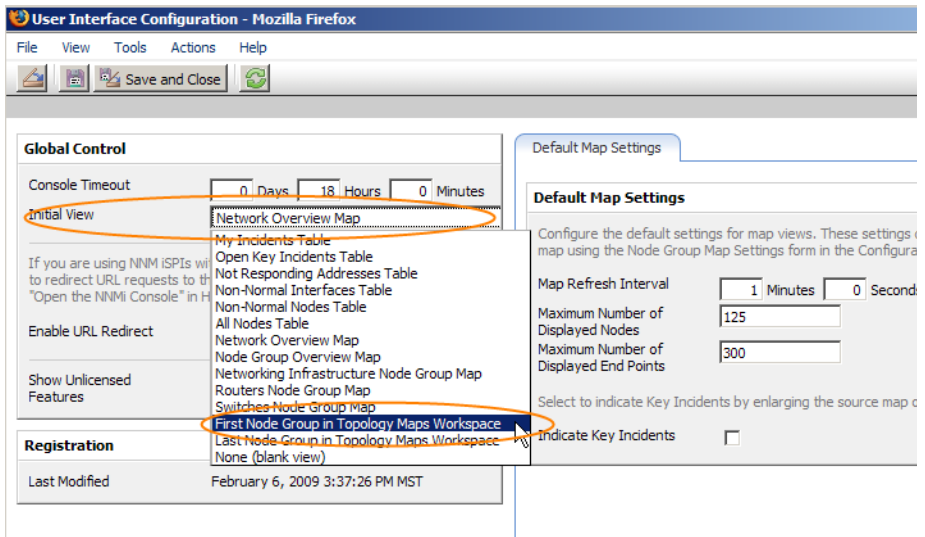 User Interface Configuration - Mozilla Firefox
File View Tools Actions Help
Save and Close
Global Control
Console Timeout 0 Days 18 Hours 0 Minutes
Initial View Network Overview Map
My Incidents Table
Open Key Incidents Table
Not Responding Addresses Table
Non-Normal Interfaces Table
Non-Normal Nodes Table
All Nodes Table
Network Overview Map
Node Group Overview Map
Networking Infrastructure Node Group Map
Routers Node Group Map
Switches Node Group Map
First Node Group in Topology Maps Workspace
Last Node Group in Topology Maps Workspace
None (blank view)
If you are using NNM iSPIs
to redirect URL requests to
"Open the NNMi Console" in
Enable URL Redirect
Show Unlicensed
Features
Registration
Last Modified February 6, 2009 3:37:26 PM MST
Default Map Settings
Default Map Settings
Configure the default settings for map views. These settings
map using the Node Group Map Settings form in the
Map Refresh Interval 1 Minutes 0 Seconds
Maximum Number of
Displayed Nodes
125
Maximum Number of
Displayed End Points
300
Select to indicate Key Incidents by enlarging the source map
Indicate Key Incidents